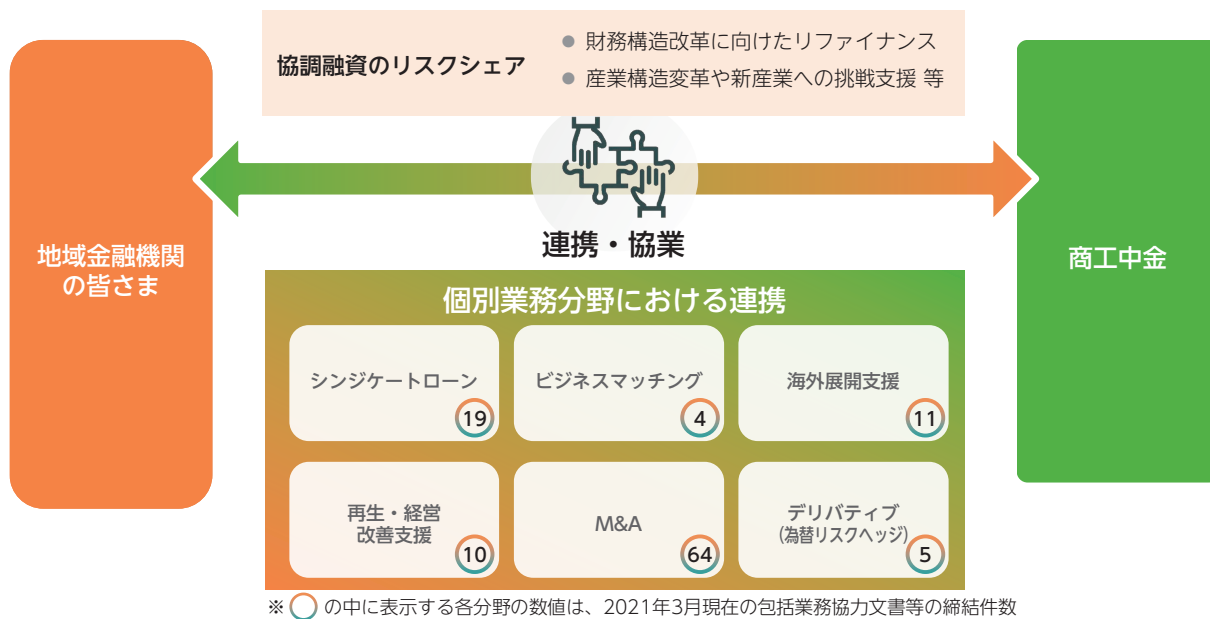 協調融資のリスクシェア
● 財務構造改革に向けたリファイナンス
● 産業構造変革や新産業への挑戦支援 等
地域金融機関
の皆さま
連携・協業
商工中金
個別業務分野における連携
シンジケートローン
19
ビジネスマッチング
4
海外展開支援
11
再生・経営
改善支援
10
M&A
64
デリバティブ
(為替リスクヘッジ)
5
※○の中に表示する各分野の数値は、2021年3月現在の包括業務協力文書等の締結件数